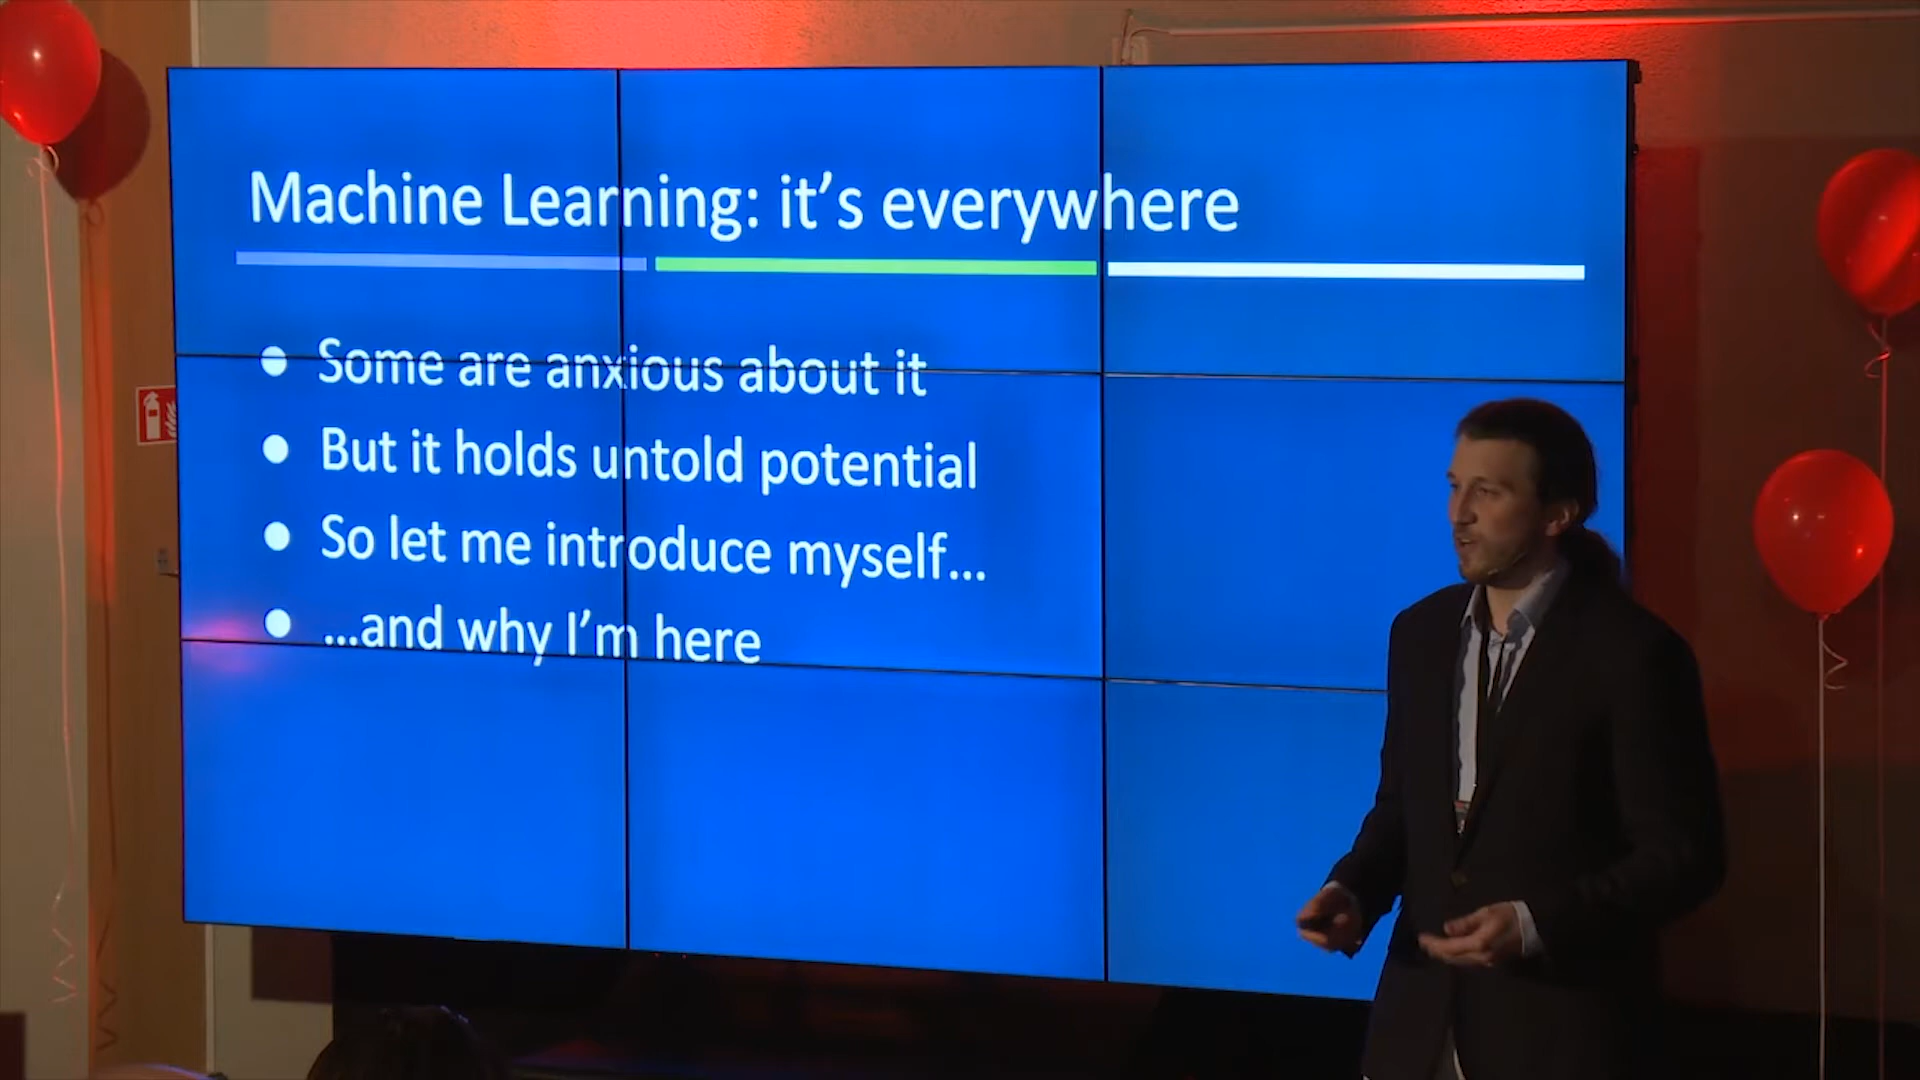 Machine Learning: it’s everywhere
● Some are anxious about it
● But it holds untold potential
● So let me introduce myself...
● ...and why I’m here